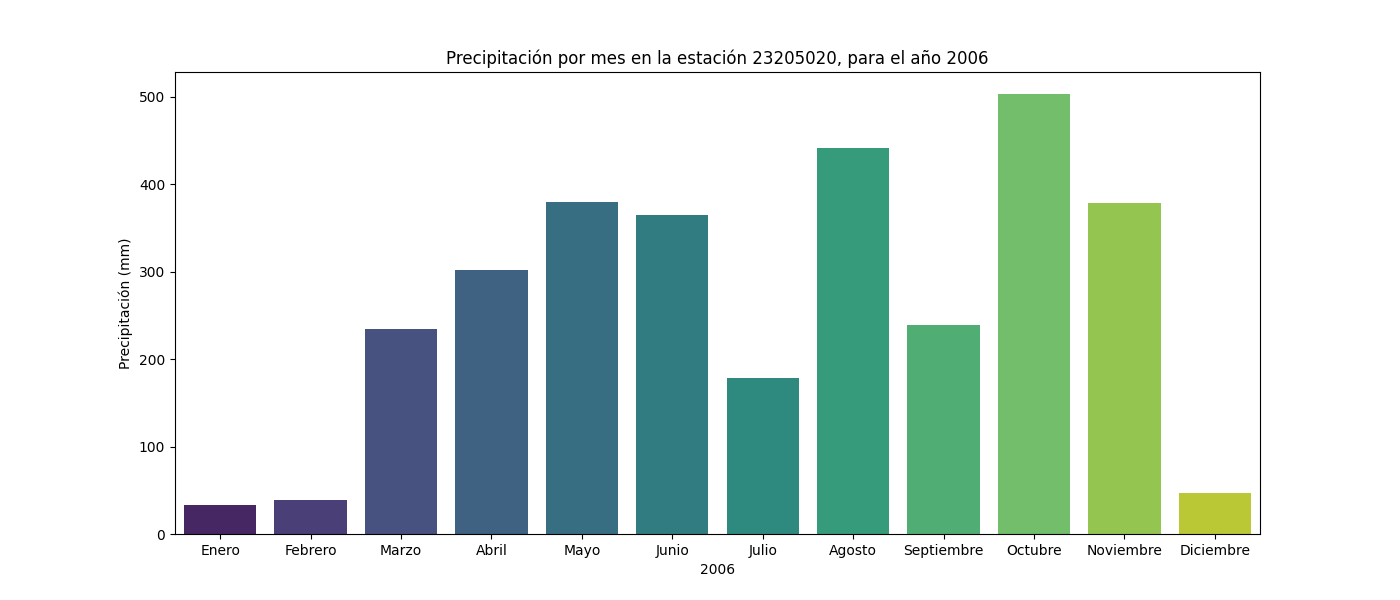 Precipitación por mes en la estación 23205020, para el año 2006
Precipitación (mm)
500
400
300
200
100
0
Enero Febrero Marzo Abril Mayo Junio Julio Agosto Septiembre Octubre Noviembre Diciembre
2006